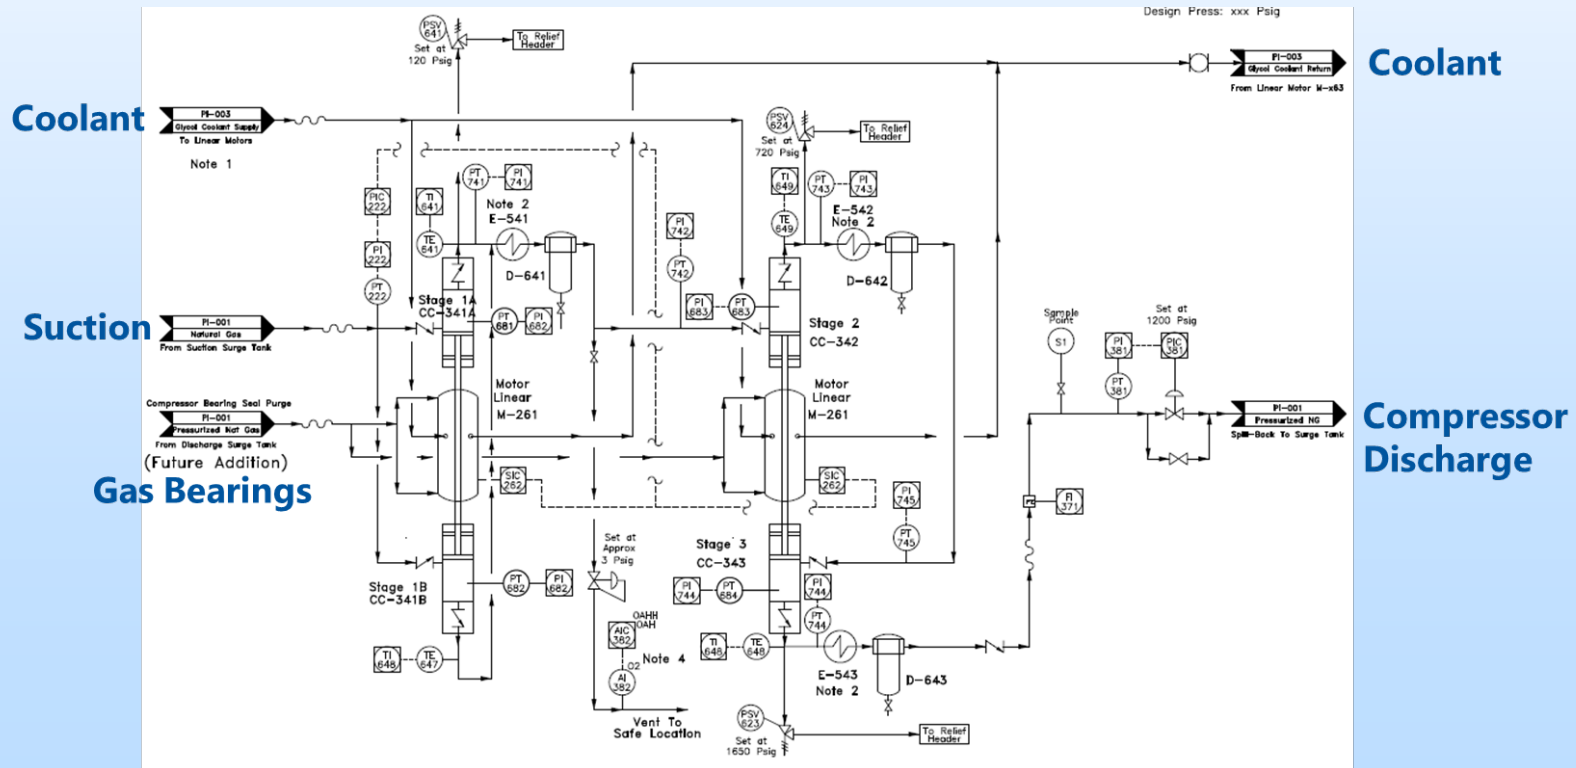 Design Press: xxx Psig
PSV
641
Set at
120 Psig
To Relief
Header
Coolant
PI-003
Glycol Coolant Supply
To Linear Motors
Note 1
PI-003
Glycol Coolant Return
From Linear Motor M-x63
Coolant
PSV
624
Set at
720 Psig
To Relief
Header
PIC
222
PI
222
PT
222
TI
641
TE
641
PT
741
PI
741
Note 2
E-541
D-641
PI
742
PT
742
TI
649
TE
649
PT
743
PI
743
E-542
Note 2
D-642
Suction
PI-001
Natural Gas
From Suction Surge Tank
Stage 1A
CC-341A
PT
681
PI
682
PI
683
PT
683
Stage 2
CC-342
Sample
Point
S1
Set at
1200 Psig
PI
381
PIC
381
PT
381
Compressor Bearing Seal Purge
PI-001
Pressurized Nat Gas
From Discharge Surge Tank
(Future Addition)
Gas Bearings
Motor
Linear
M-261
Motor
Linear
M-261
PI-001
Pressurized NG
Spill-Back To Surge Tank
Compressor
Discharge
SIC
262
SIC
262
PI
745
PT
745
FE
FI
371
Set at
Approx
3 Psig
Stage 3
CC-343
Stage 1B
CC-341B
PT
682
PI
682
PI
744
PT
684
PI
744
PT
744
OAHH
OAH
AIC
382
O2
AI
382
Note 4
TI
648
TE
647
TI
648
TE
648
E-543
Note 2
D-643
Vent To
Safe Location
PSV
623
Set at
1650 Psig
To Relief
Header